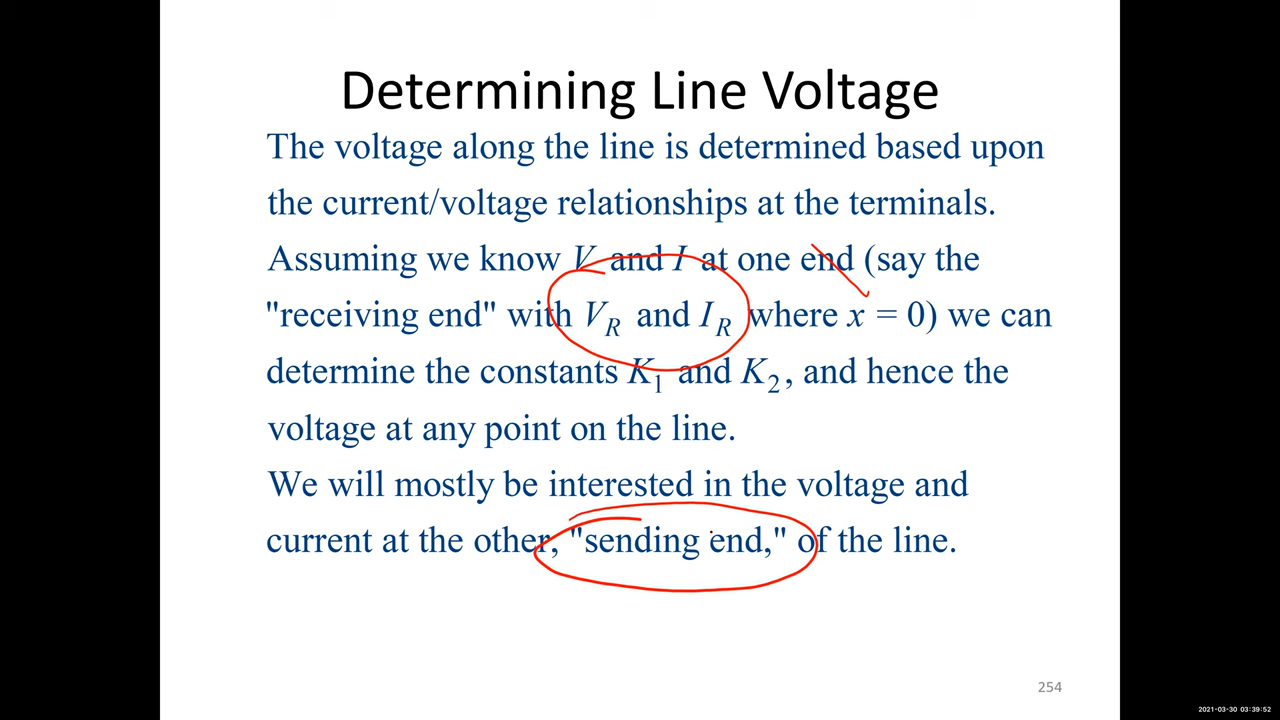 Determining Line Voltage
The voltage along the line is determined based upon
the current/voltage relationships at the terminals.
Assuming we know V and I at one end (say the
"receiving end" with V_R and I_R where x = 0) we can
determine the constants K_1 and K_2, and hence the
voltage at any point on the line.
We will mostly be interested in the voltage and
current at the other, "sending end," of the line.
254
2021-03-30 03:39:52